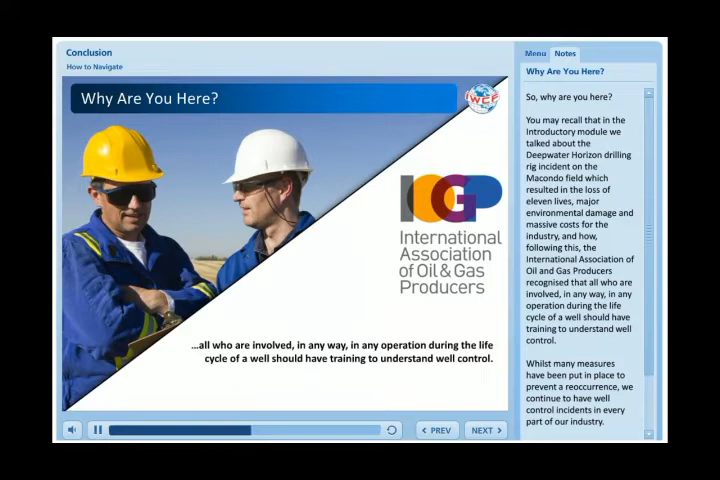 Conclusion
How to Navigate
Why Are You Here?
IWCF
IOGP
International
Association
of Oil & Gas
Producers
...all who are involved, in any way, in any operation during the life
cycle of a well should have training to understand well control.
< PREV
NEXT >
Menu
Notes
Why Are You Here?
So, why are you here?
You may recall that in the
Introductory module we
talked about the
Deepwater Horizon drilling
rig incident on the
Macondo field which
resulted in the loss of
eleven lives, major
environmental damage and
massive costs for the
industry, and how,
following this, the
International Association of
Oil and Gas Producers
recognised that all who are
involved, in any way, in any
operation during the life
cycle of a well should have
training to understand well
control.
Whilst many measures
have been put in place to
prevent a reoccurrence, we
continue to have well
control incidents in every
part of our industry.